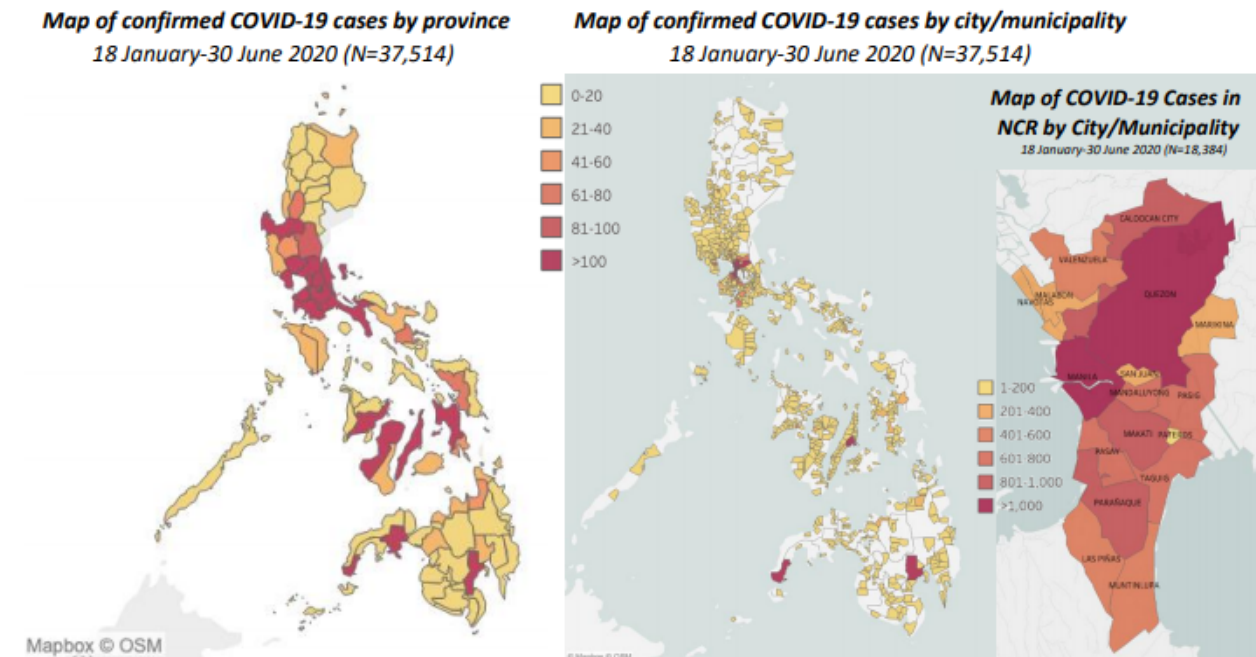 Map of confirmed COVID-19 cases by province
18 January-30 June 2020 (N=37,514)
Map of confirmed COVID-19 cases by city/municipality
18 January-30 June 2020 (N=37,514)
0-20
21-40
41-60
61-80
81-100
>100
Map of COVID-19 Cases in
NCR by City/Municipality
18 January-30 June 2020 (N=18,384)
CALOOCAN CITY
VALENZUELA
MALABON
NAVOTAS
QUEZON
MARIKINA
MANILA
SAN JUAN
MANDALUYONG
PASIG
MAKATI
PATEROS
PASAY
TAGUIG
PARAÑAQUE
LAS PIÑAS
MUNTINLUPA
1-200
201-400
401-600
601-800
801-1,000
>1,000
Mapbox © OSM
© Mapbox © OSM